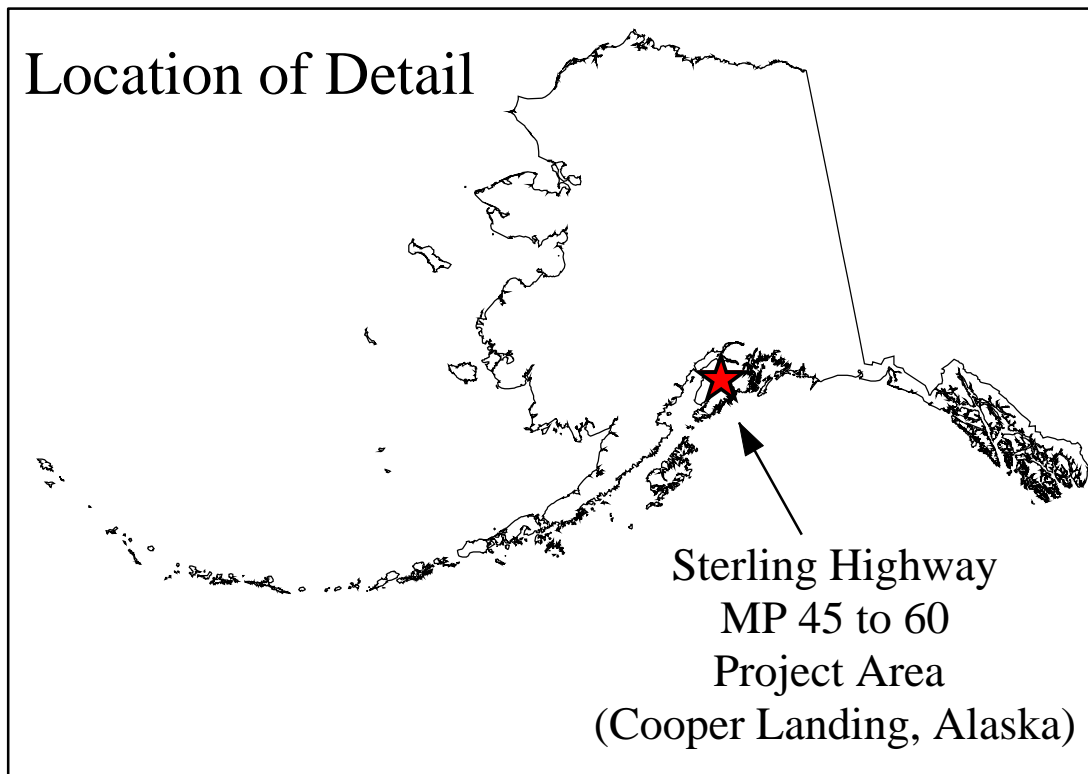 Location of Detail
Sterling Highway
MP 45 to 60
Project Area
(Cooper Landing, Alaska)